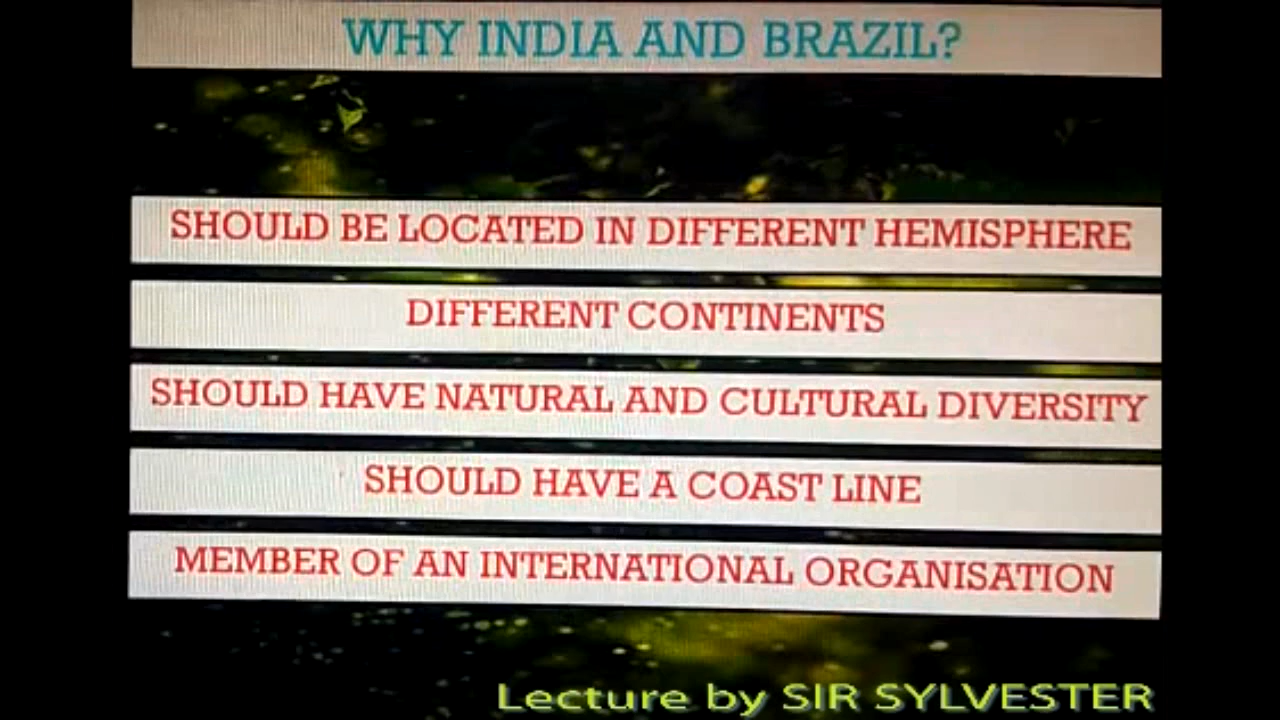 WHY INDIA AND BRAZIL?
SHOULD BE LOCATED IN DIFFERENT HEMISPHERE
DIFFERENT CONTINENTS
SHOULD HAVE NATURAL AND CULTURAL DIVERSITY
SHOULD HAVE A COAST LINE
MEMBER OF AN INTERNATIONAL ORGANISATION
Lecture by SIR SYLVESTER